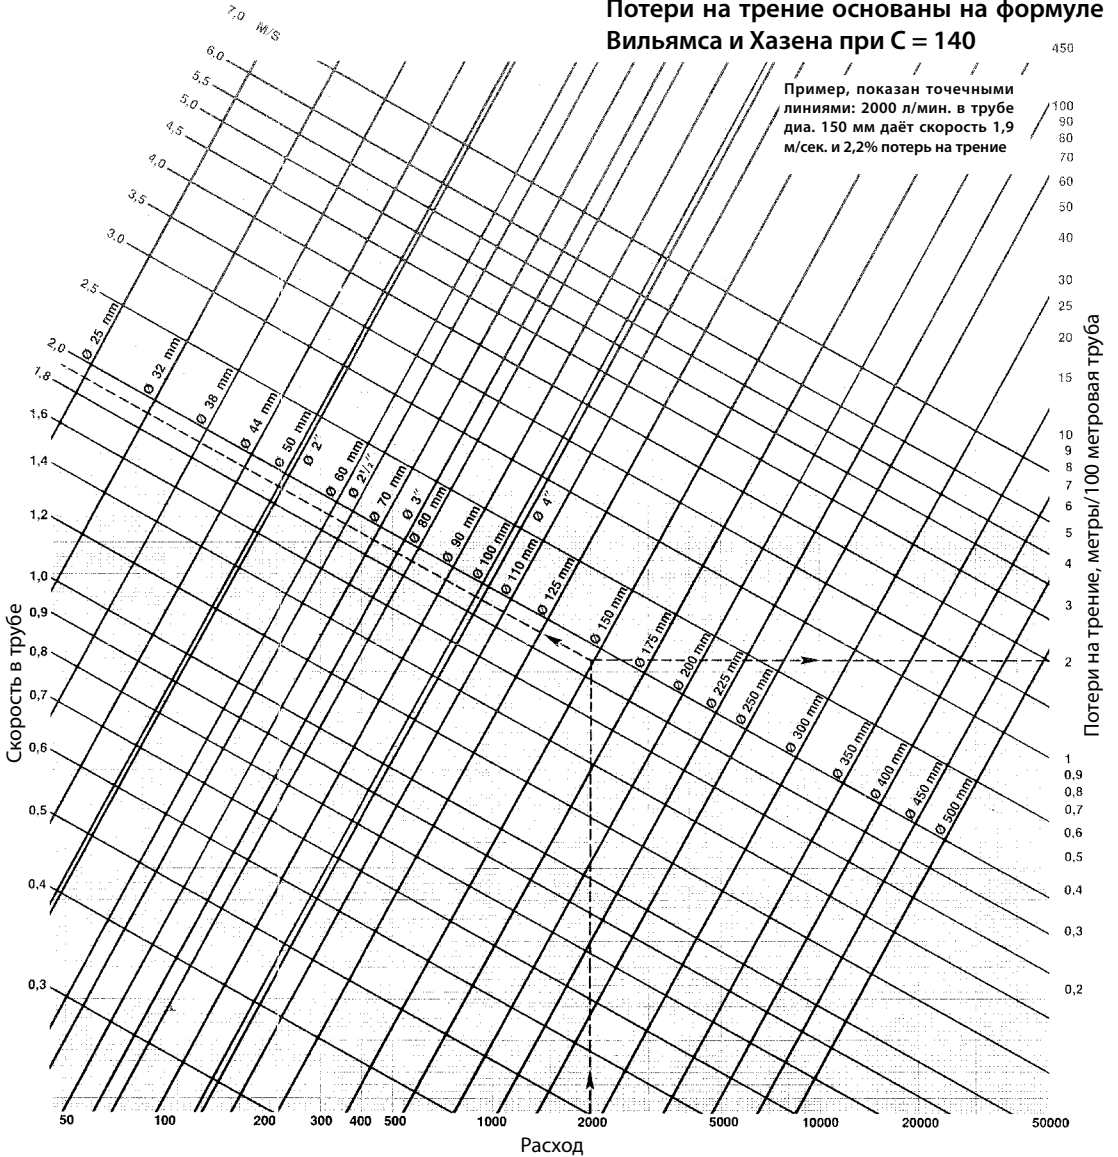 Потери на трение основаны на формуле
Вильямса и Хазена при С = 140
Пример, показан точечными
линиями: 2000 л/мин. в трубе
диа. 150 мм даёт скорость 1,9
м/сек. и 2,2% потерь на трение
7,0 M/S
6,0
5,5
5,0
4,5
4,0
3,5
3,0
2,5
2,0
1,8
1,6
1,4
1,2
1,0
0,9
0,8
0,7
0,6
0,5
0,4
0,3
Скорость в трубе
Ø 25 mm
Ø 32 mm
Ø 38 mm
Ø 44 mm
Ø 50 mm
Ø 2"
Ø 60 mm
Ø 2½"
Ø 70 mm
Ø 3"
Ø 80 mm
Ø 90 mm
Ø 100 mm
Ø 4"
Ø 110 mm
Ø 125 mm
Ø 150 mm
Ø 175 mm
Ø 200 mm
Ø 225 mm
Ø 250 mm
Ø 300 mm
Ø 350 mm
Ø 400 mm
Ø 450 mm
Ø 500 mm
450
100
90
80
70
60
50
40
30
25
20
15
10
9
8
7
6
5
4
3
2
1
0,9
0,8
0,7
0,6
0,5
0,4
0,3
0,2
Потери на трение, метры/100 метровая труба
50 100 200 300 400 500 1000 2000 5000 10000 20000 50000
Расход